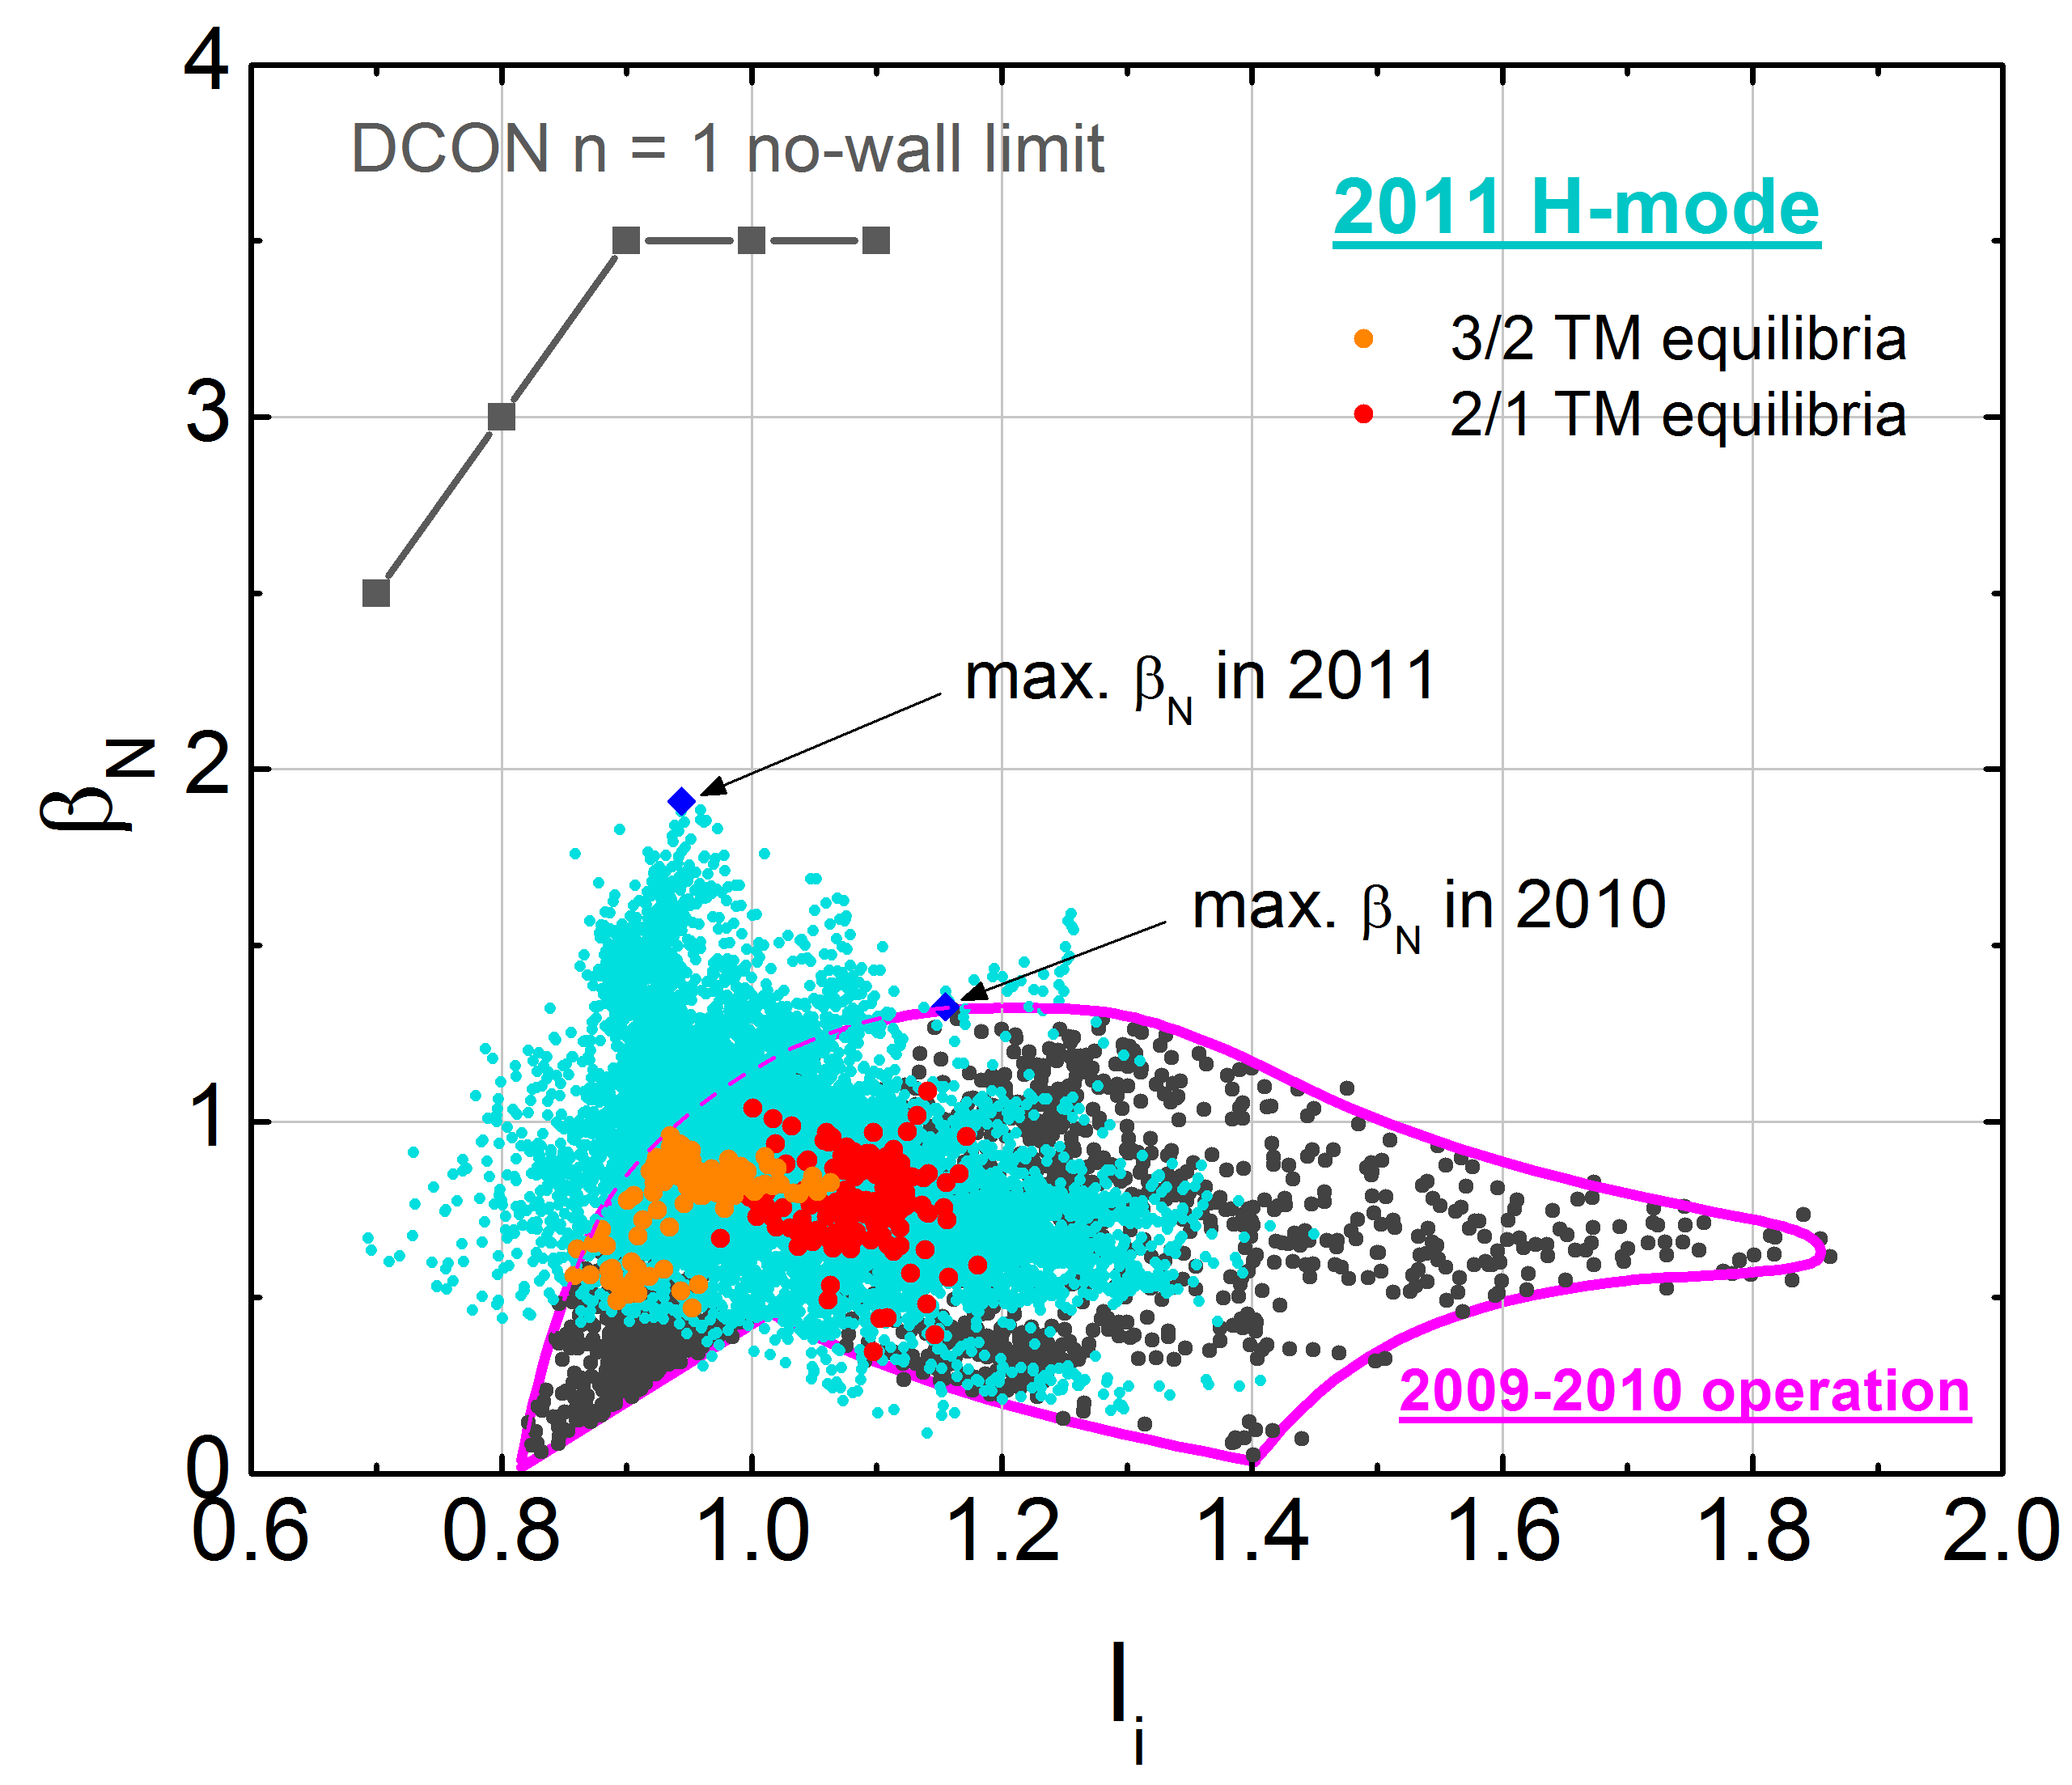 4
DCON n = 1 no-wall limit
2011 H-mode
3/2 TM equilibria
2/1 TM equilibria
3
max. βN in 2011
2
βN
max. βN in 2010
1
2009-2010 operation
0
0.6 0.8 1.0 1.2 1.4 1.6 1.8 2.0
li